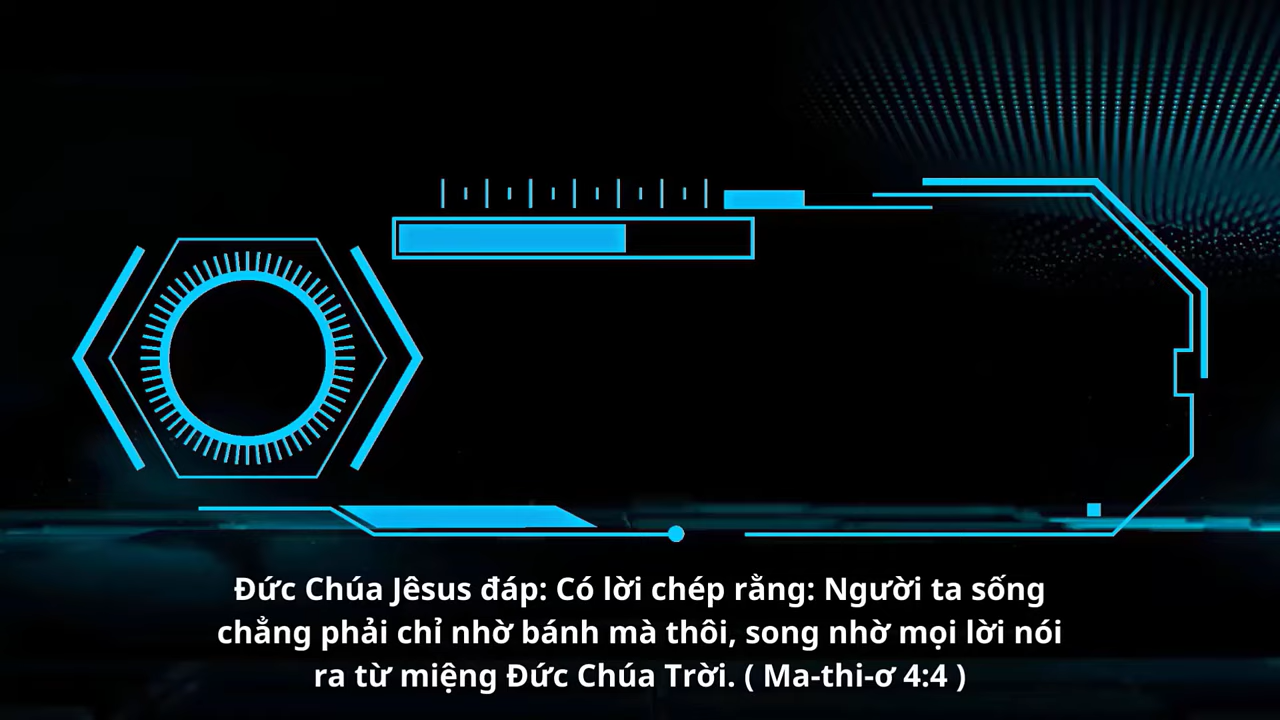 Đức Chúa Jêsus đáp: Có lời chép rằng: Người ta sống
chẳng phải chỉ nhờ bánh mà thôi, song nhờ mọi lời nói
ra từ miệng Đức Chúa Trời. ( Ma-thi-ơ 4:4 )